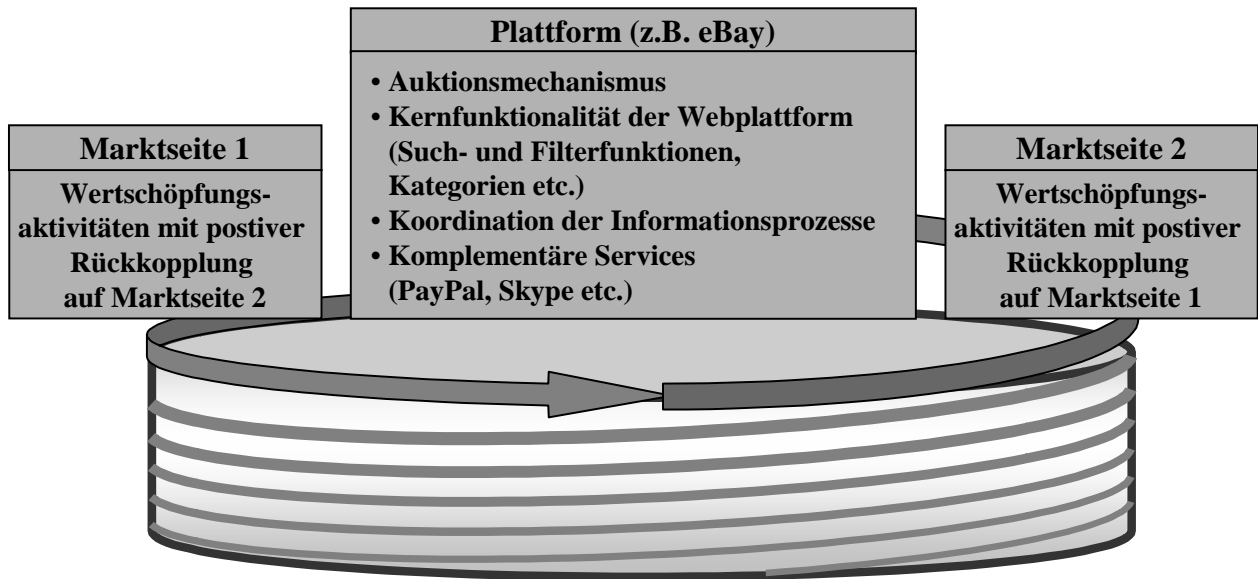 Plattform (z.B. eBay)
• Auktionsmechanismus
• Kernfunktionalität der Webplattform
(Such- und Filterfunktionen,
Kategorien etc.)
• Koordination der Informationsprozesse
• Komplementäre Services
(PayPal, Skype etc.)
Marktseite 1
Wertschöpfungs-
aktivitäten mit postiver
Rückkopplung
auf Marktseite 2
Marktseite 2
Wertschöpfungs-
aktivitäten mit postiver
Rückkopplung
auf Marktseite 1